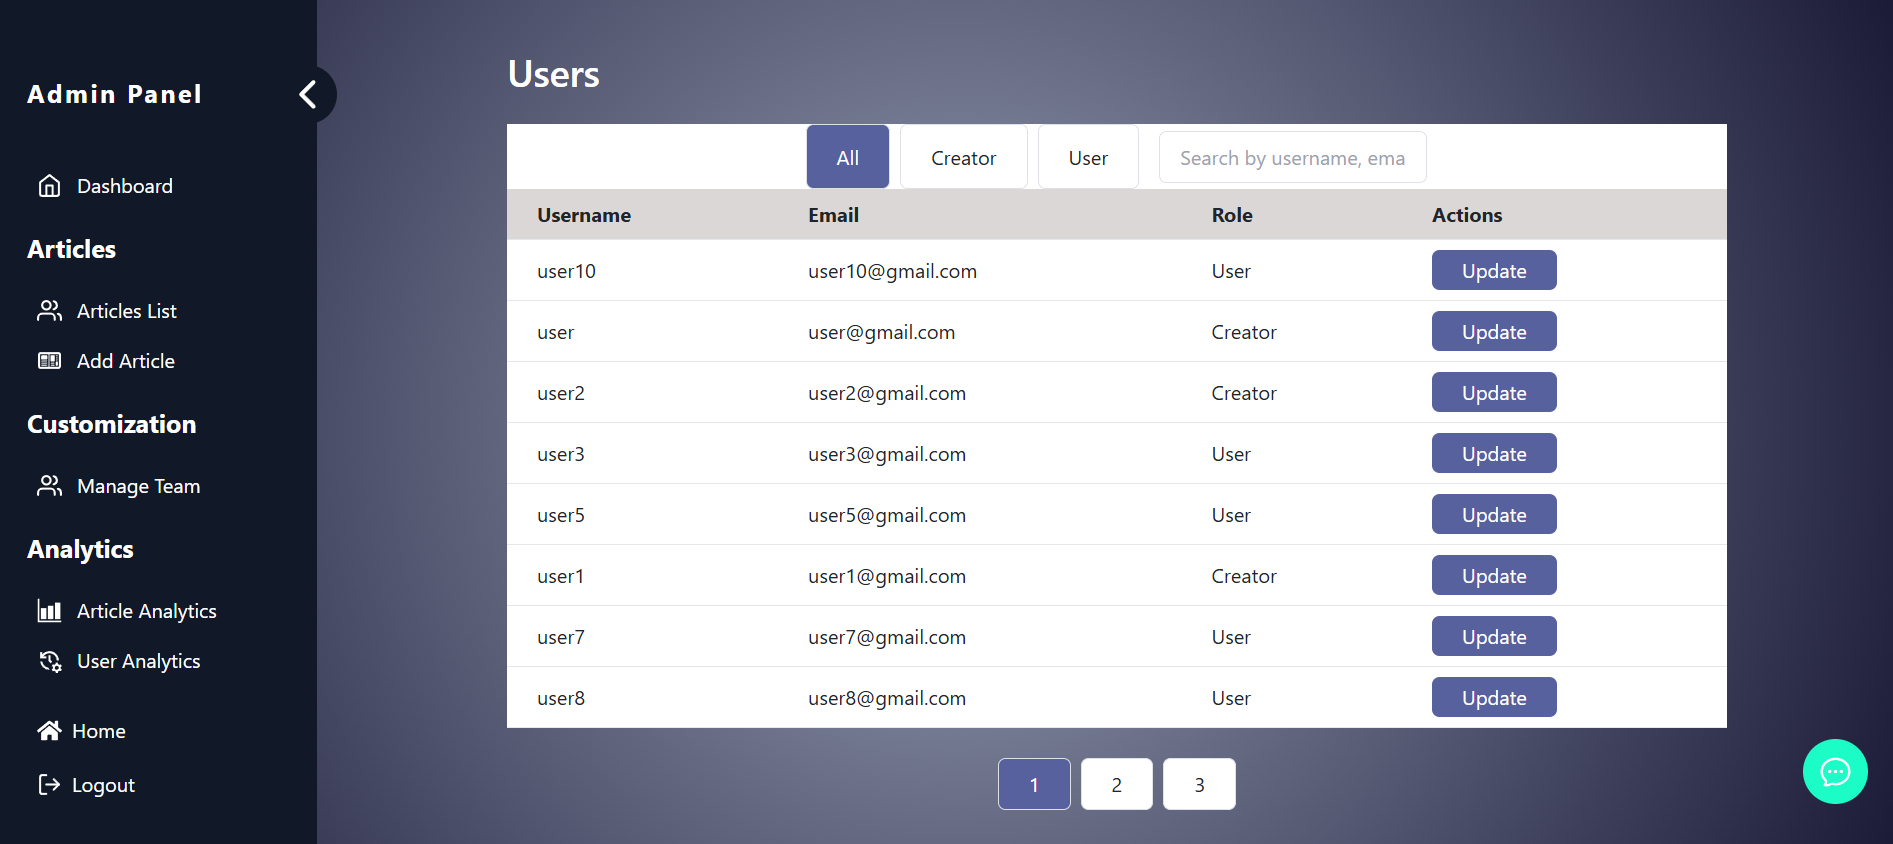 Admin Panel
Dashboard
Articles
Articles List
Add Article
Customization
Manage Team
Analytics
Article Analytics
User Analytics
Home
Logout
Users
All Creator User Search by username, ema
Username Email Role Actions
user10 user10@gmail.com User Update
user user@gmail.com Creator Update
user2 user2@gmail.com Creator Update
user3 user3@gmail.com User Update
user5 user5@gmail.com User Update
user1 user1@gmail.com Creator Update
user7 user7@gmail.com User Update
user8 user8@gmail.com User Update
1 2 3